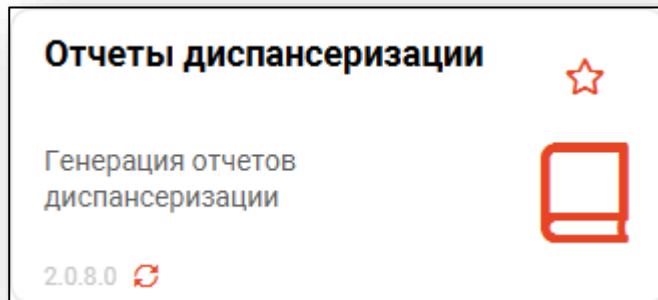 Отчеты диспансеризации
Генерация отчетов
диспансеризации
2.0.8.0